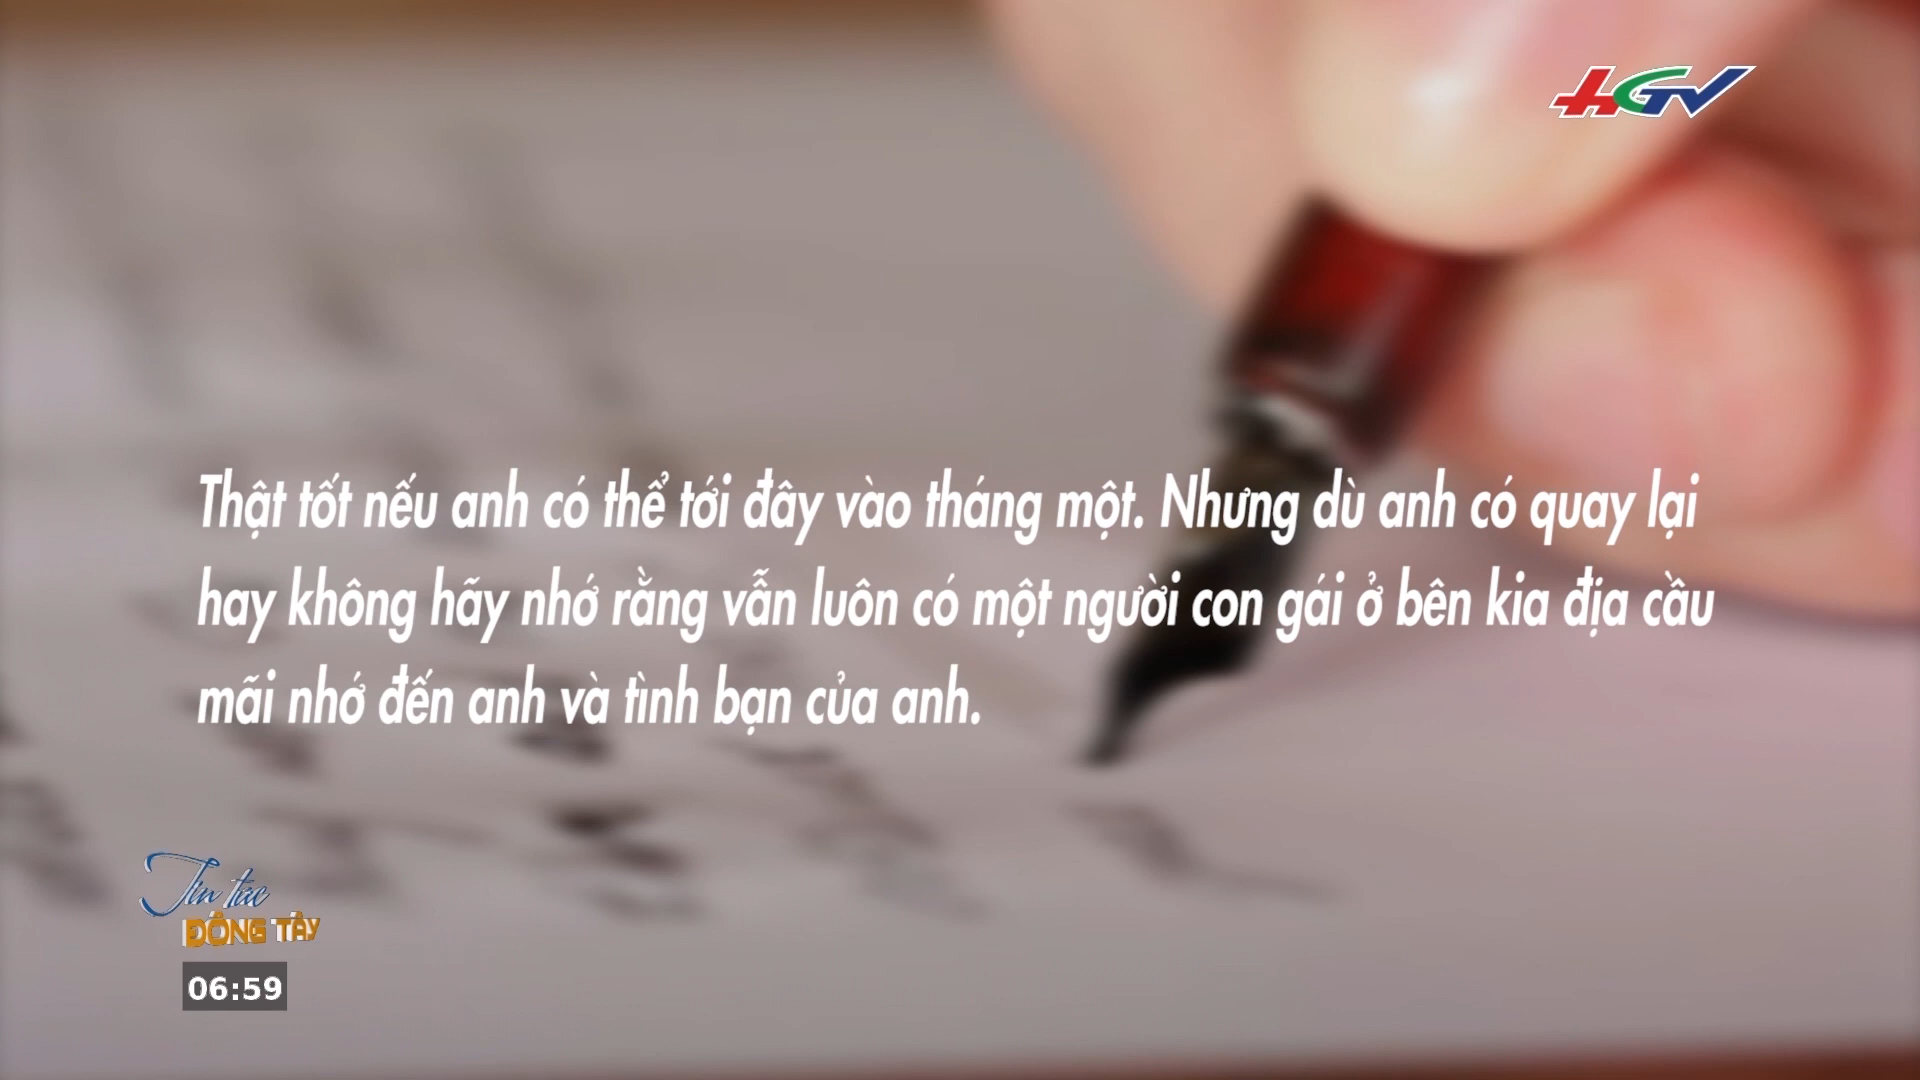 HGTV
Thật tốt nếu anh có thể tới đây vào tháng một. Nhưng dù anh có quay lại
hay không hãy nhớ rằng vẫn luôn có một người con gái ở bên kia địa cầu
mãi nhớ đến anh và tình bạn của anh.
Tin tức
ĐÔNG TÂY
06:59